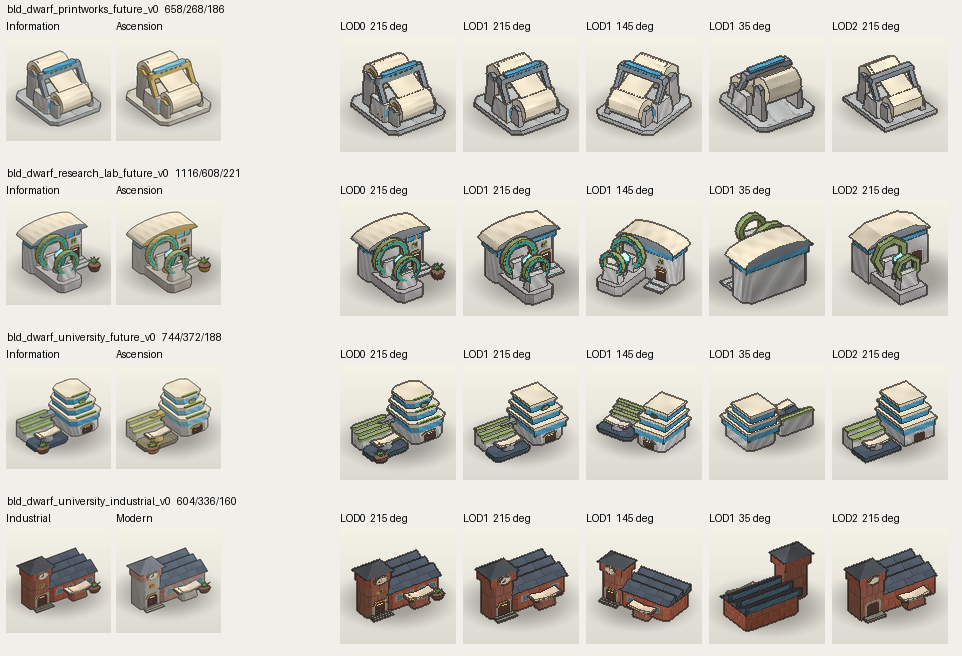 bld_dwarf_printworks_future_v0 658/268/186
Information Ascension LOD0 215 deg LOD1 215 deg LOD1 145 deg LOD1 35 deg LOD2 215 deg
bld_dwarf_research_lab_future_v0 1116/608/221
Information Ascension LOD0 215 deg LOD1 215 deg LOD1 145 deg LOD1 35 deg LOD2 215 deg
bld_dwarf_university_future_v0 744/372/188
Information Ascension LOD0 215 deg LOD1 215 deg LOD1 145 deg LOD1 35 deg LOD2 215 deg
bld_dwarf_university_industrial_v0 604/336/160
Industrial Modern LOD0 215 deg LOD1 215 deg LOD1 145 deg LOD1 35 deg LOD2 215 deg